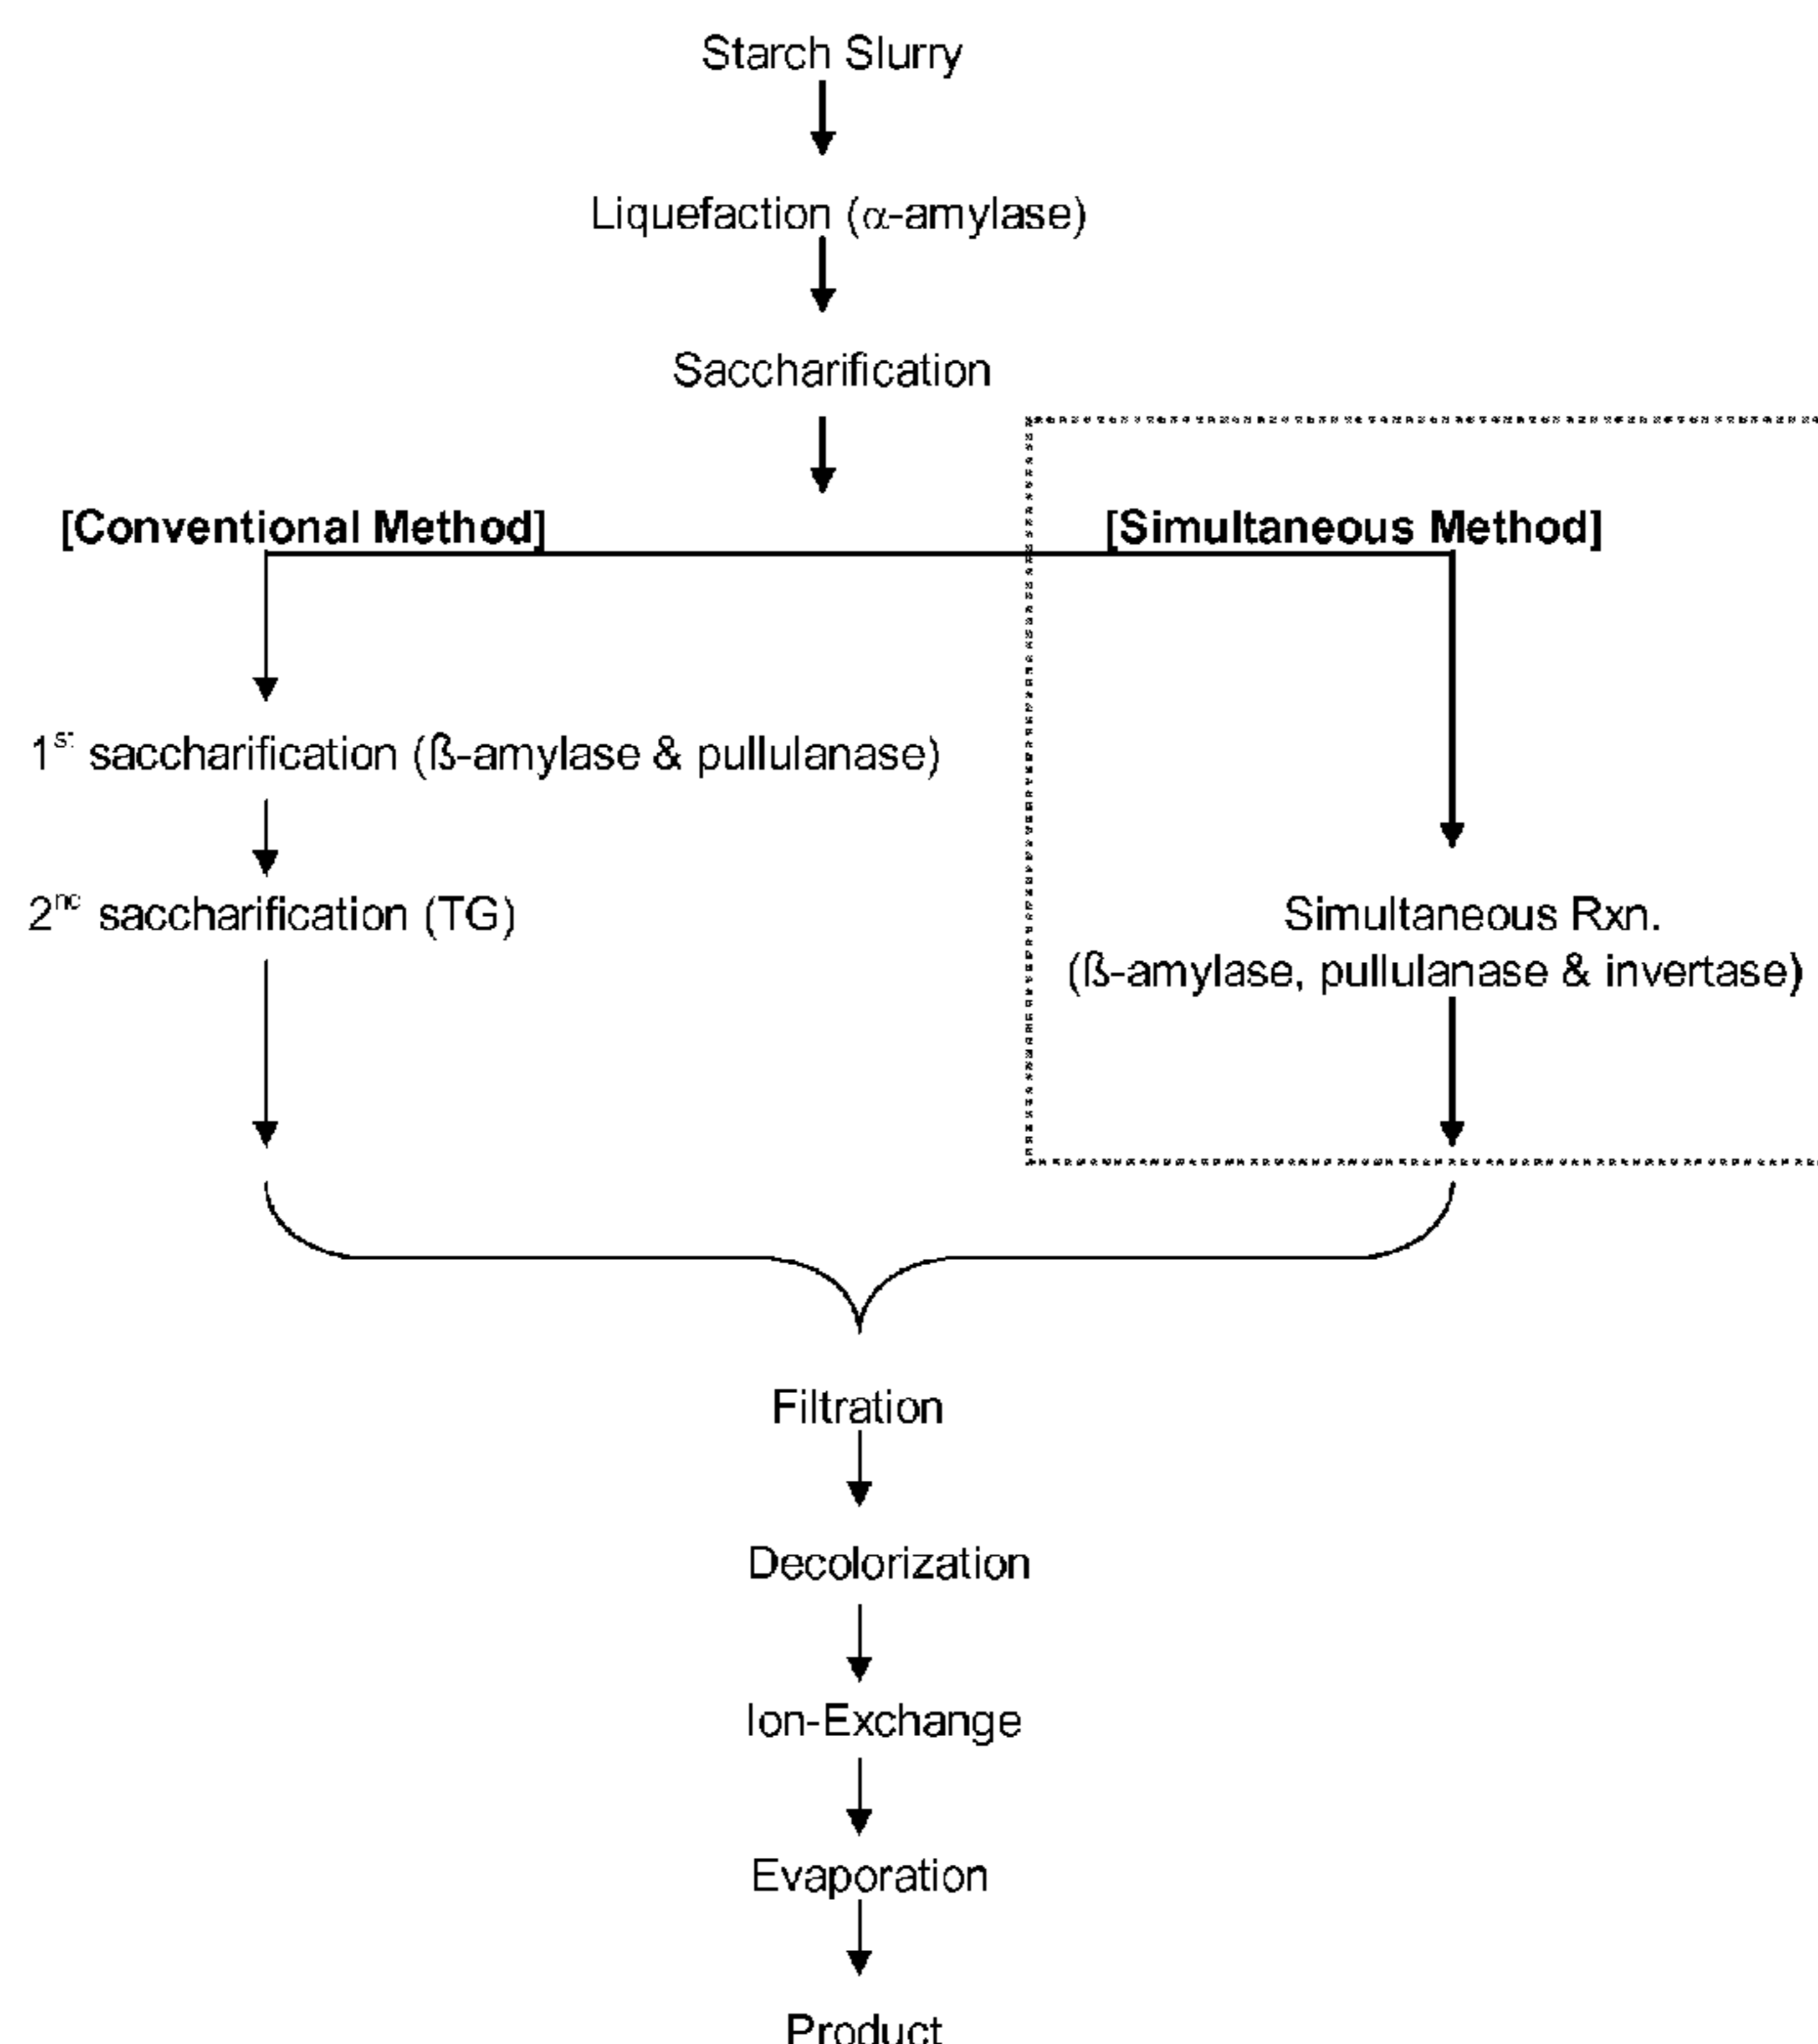 Starch Slurry
Liquefaction (α-amylase)
Saccharification
[Conventional Method]
[Simultaneous Method]
1st saccharification (ß-amylase & pullulanase)
2nd saccharification (TG)
Simultaneous Rxn.
(ß-amylase, pullulanase & invertase)
Filtration
Decolorization
Ion-Exchange
Evaporation
Product